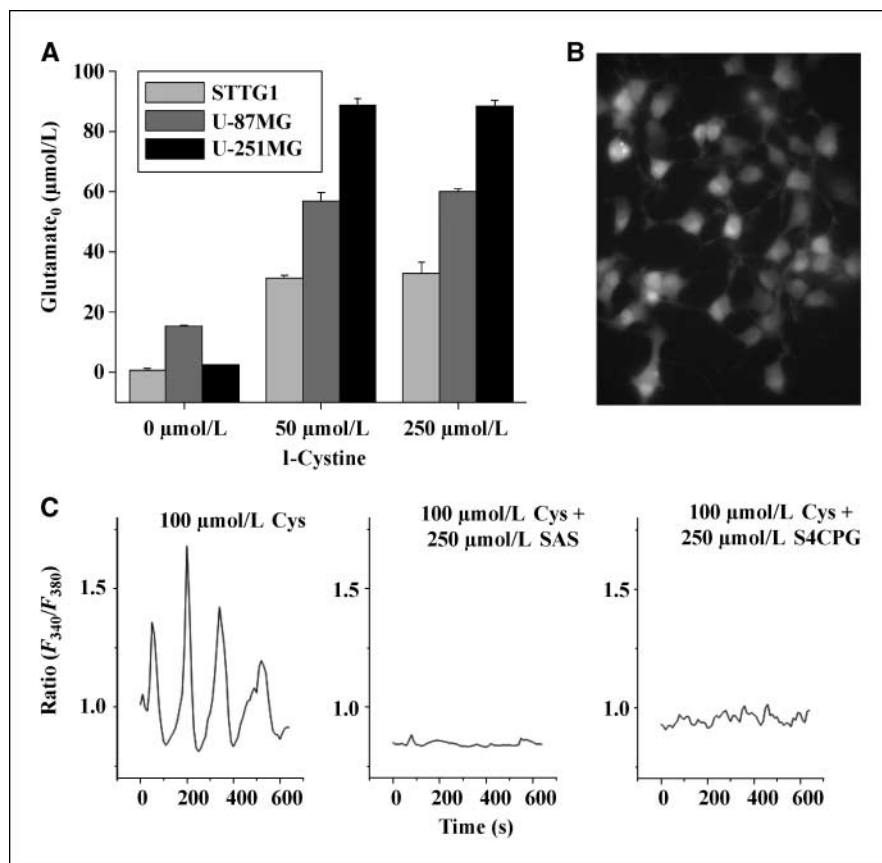 A
B
100
80
60
40
20
0
Glutamate₀ (μmol/L)
STTG1
U-87MG
U-251MG
0 μmol/L 50 μmol/L 250 μmol/L
l-Cystine
C
100 μmol/L Cys
100 μmol/L Cys +
250 μmol/L SAS
100 μmol/L Cys +
250 μmol/L S4CPG
Ratio (F₃₄₀/F₃₈₀)
1.5
1.0
0 200 400 600
1.5
1.0
0 200 400 600
1.5
1.0
0 200 400 600
Time (s)